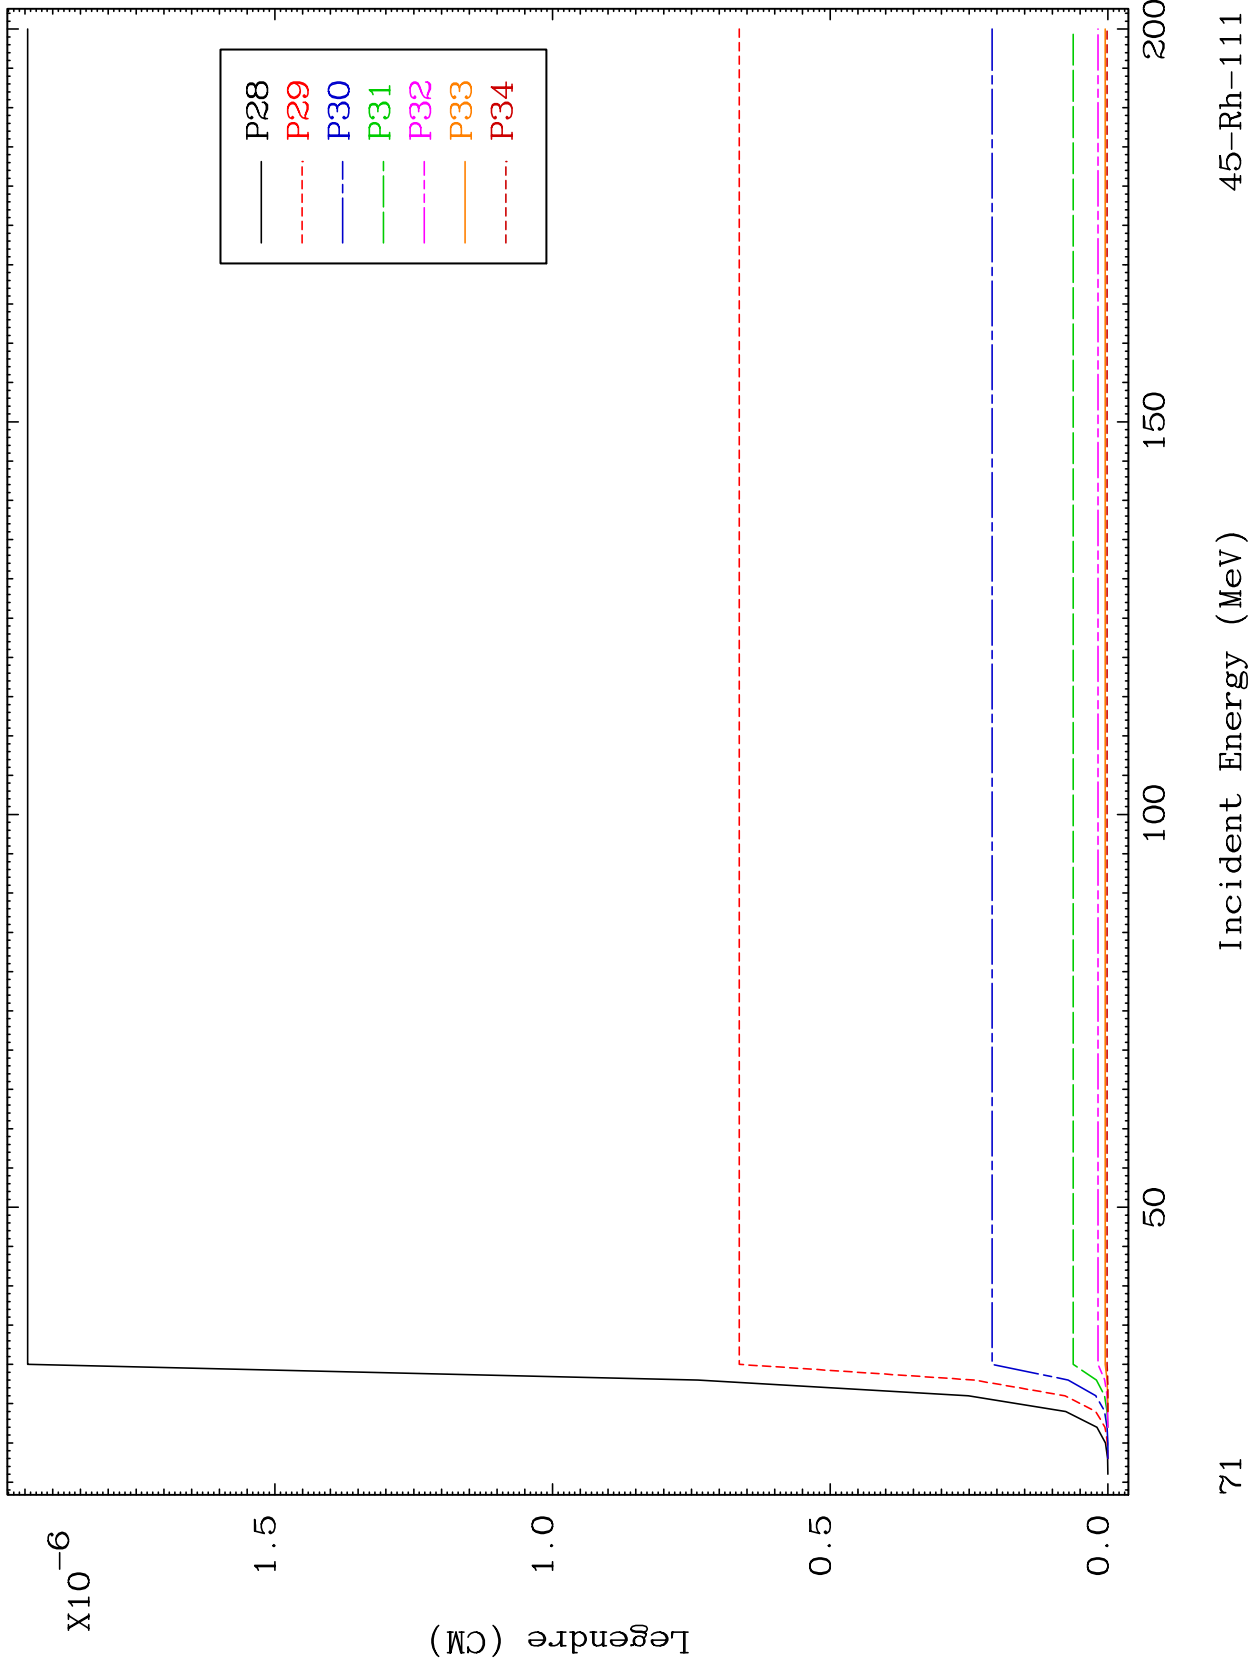 X10-6
Legendre (CM)
1.5
1.0
0.5
0.0
P28
P29
P30
P31
P32
P33
P34
50
100
150
200
Incident Energy (MeV)
71
45-Rh-111